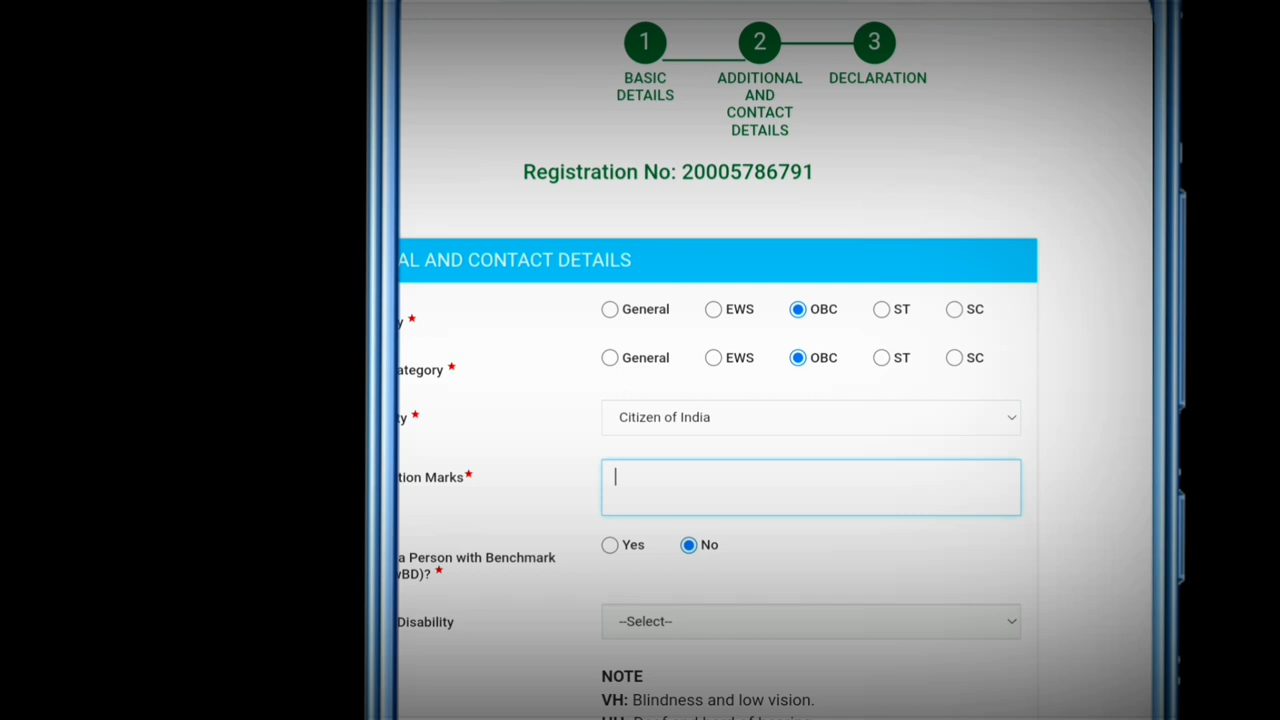 1 2 3
BASIC DETAILS
ADDITIONAL AND CONTACT DETAILS
DECLARATION
Registration No: 20005786791
AL AND CONTACT DETAILS
y * General EWS OBC ST SC
ategory * General EWS OBC ST SC
ty * Citizen of India
tion Marks*
a Person with Benchmark Yes No
BD)? *
Disability --Select--
NOTE
VH: Blindness and low vision.